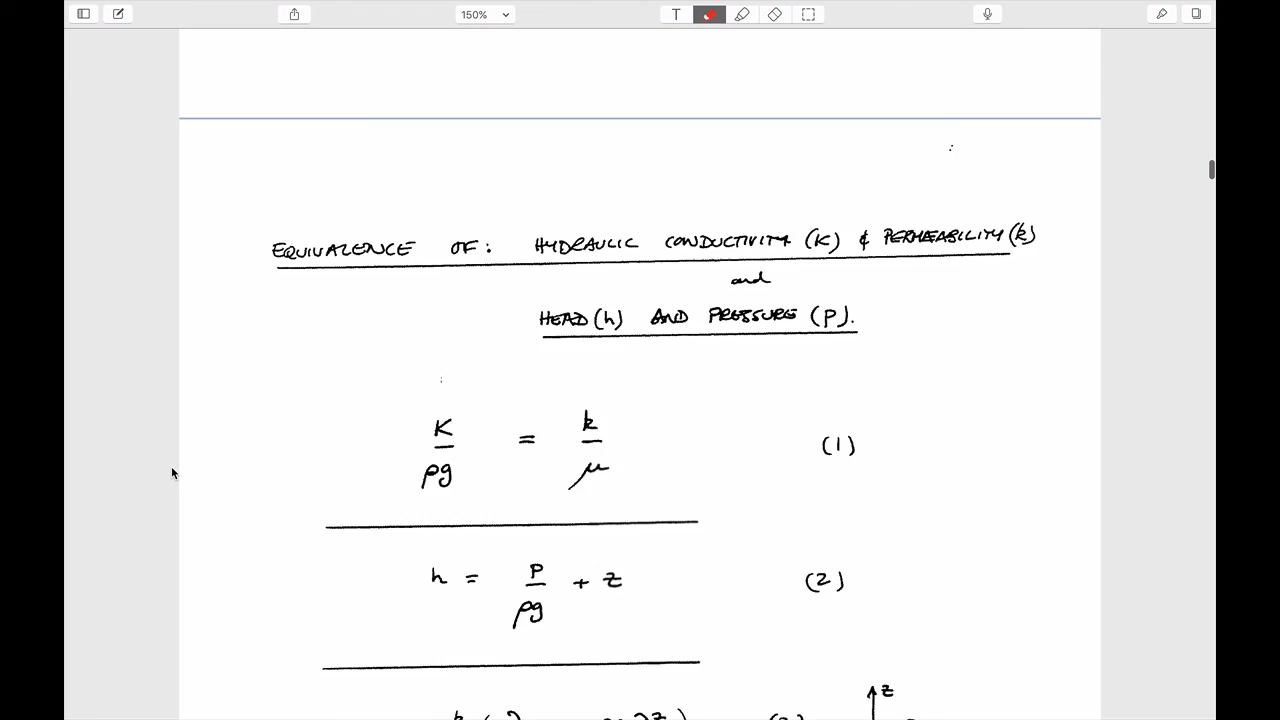 150%
T
EQUIVALENCE OF: HYDRAULIC CONDUCTIVITY (K) & PERMEABILITY (k)
and
HEAD (h) AND PRESSURE (p).
K/ρg = k/μ (1)
h = P/ρg + z (2)
z